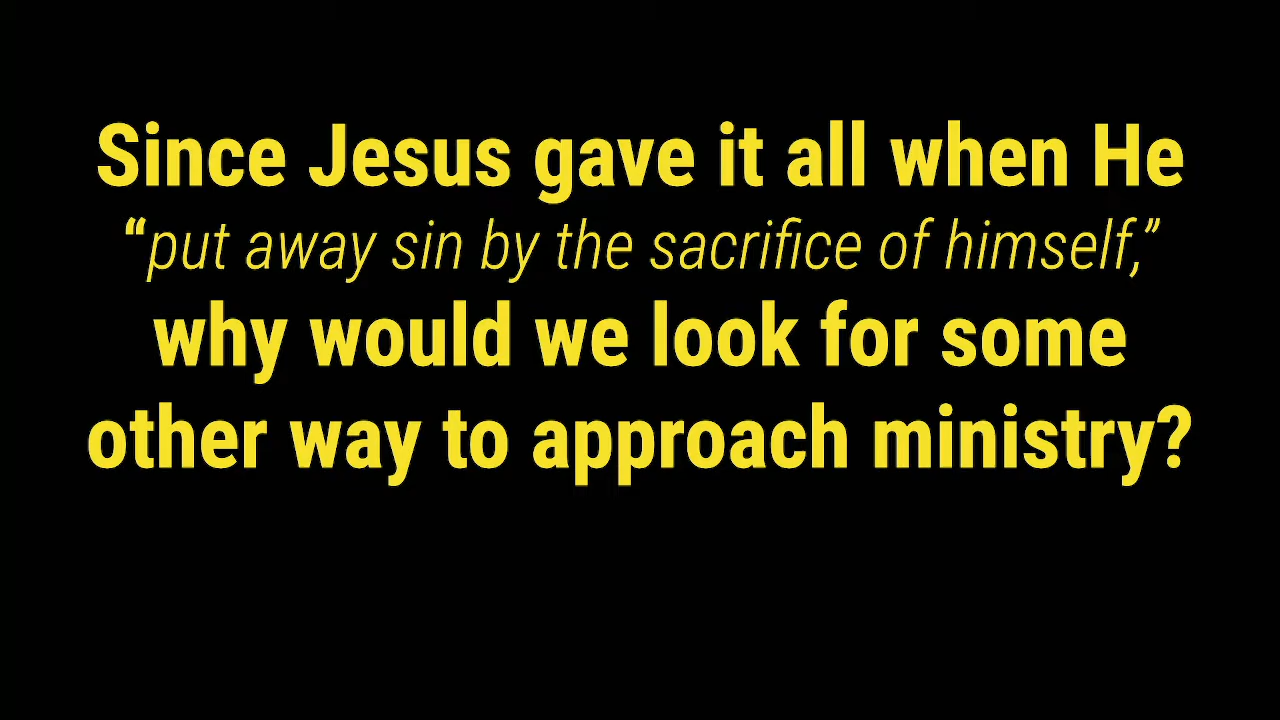 Since Jesus gave it all when He
“put away sin by the sacrifice of himself,”
why would we look for some
other way to approach ministry?